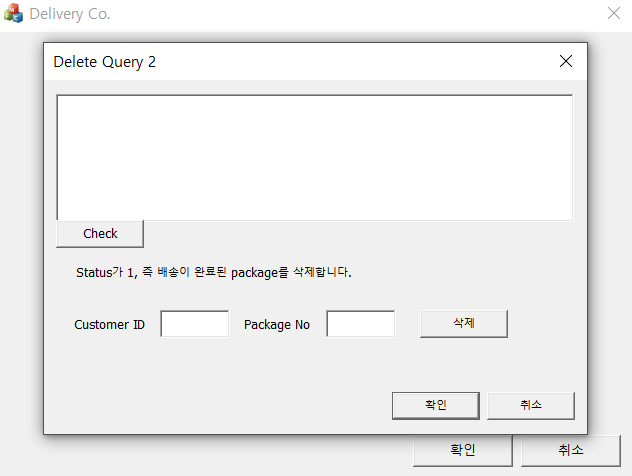 Delivery Co.
Delete Query 2
Check
Status가 1, 즉 배송이 완료된 package를 삭제합니다.
Customer ID Package No 삭제
확인 취소
확인 취소